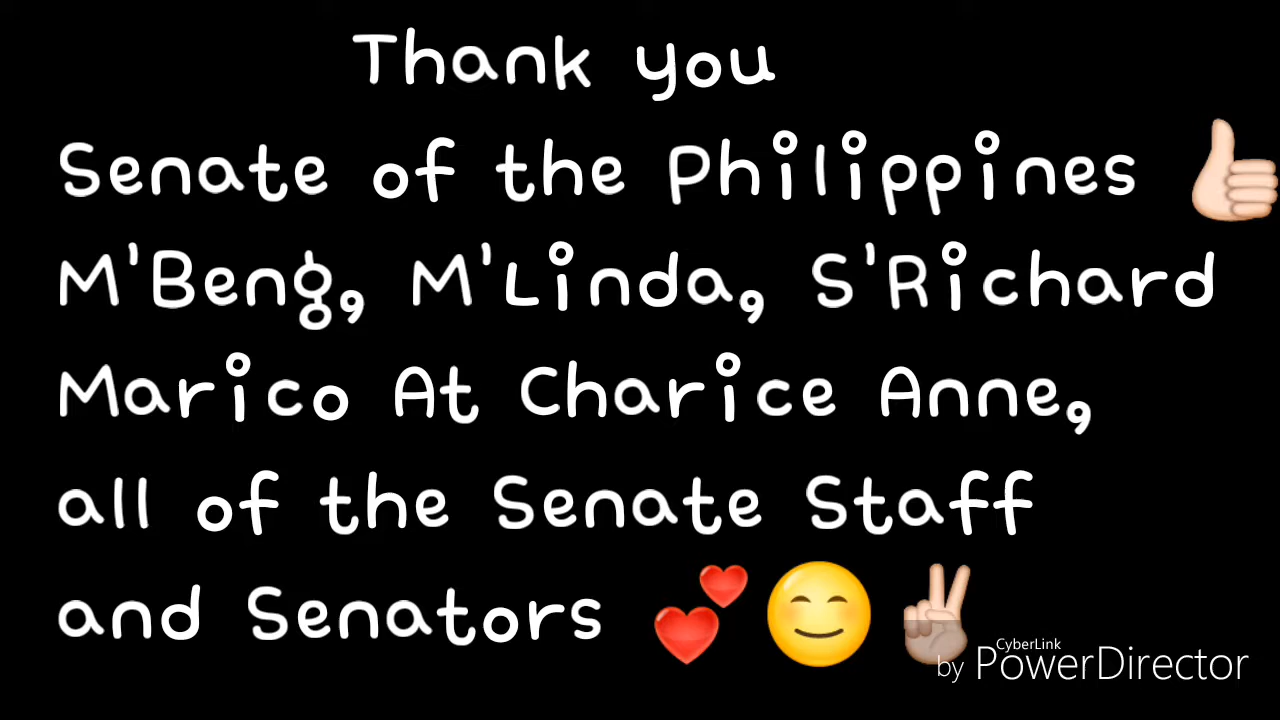 Thank you
Senate of the Philippines 👍🏻
M'Beng, M'Linda, S'Richard
Marico At Charice Anne,
all of the Senate Staff
and Senators 💕😊✌🏻
CyberLink
by PowerDirector